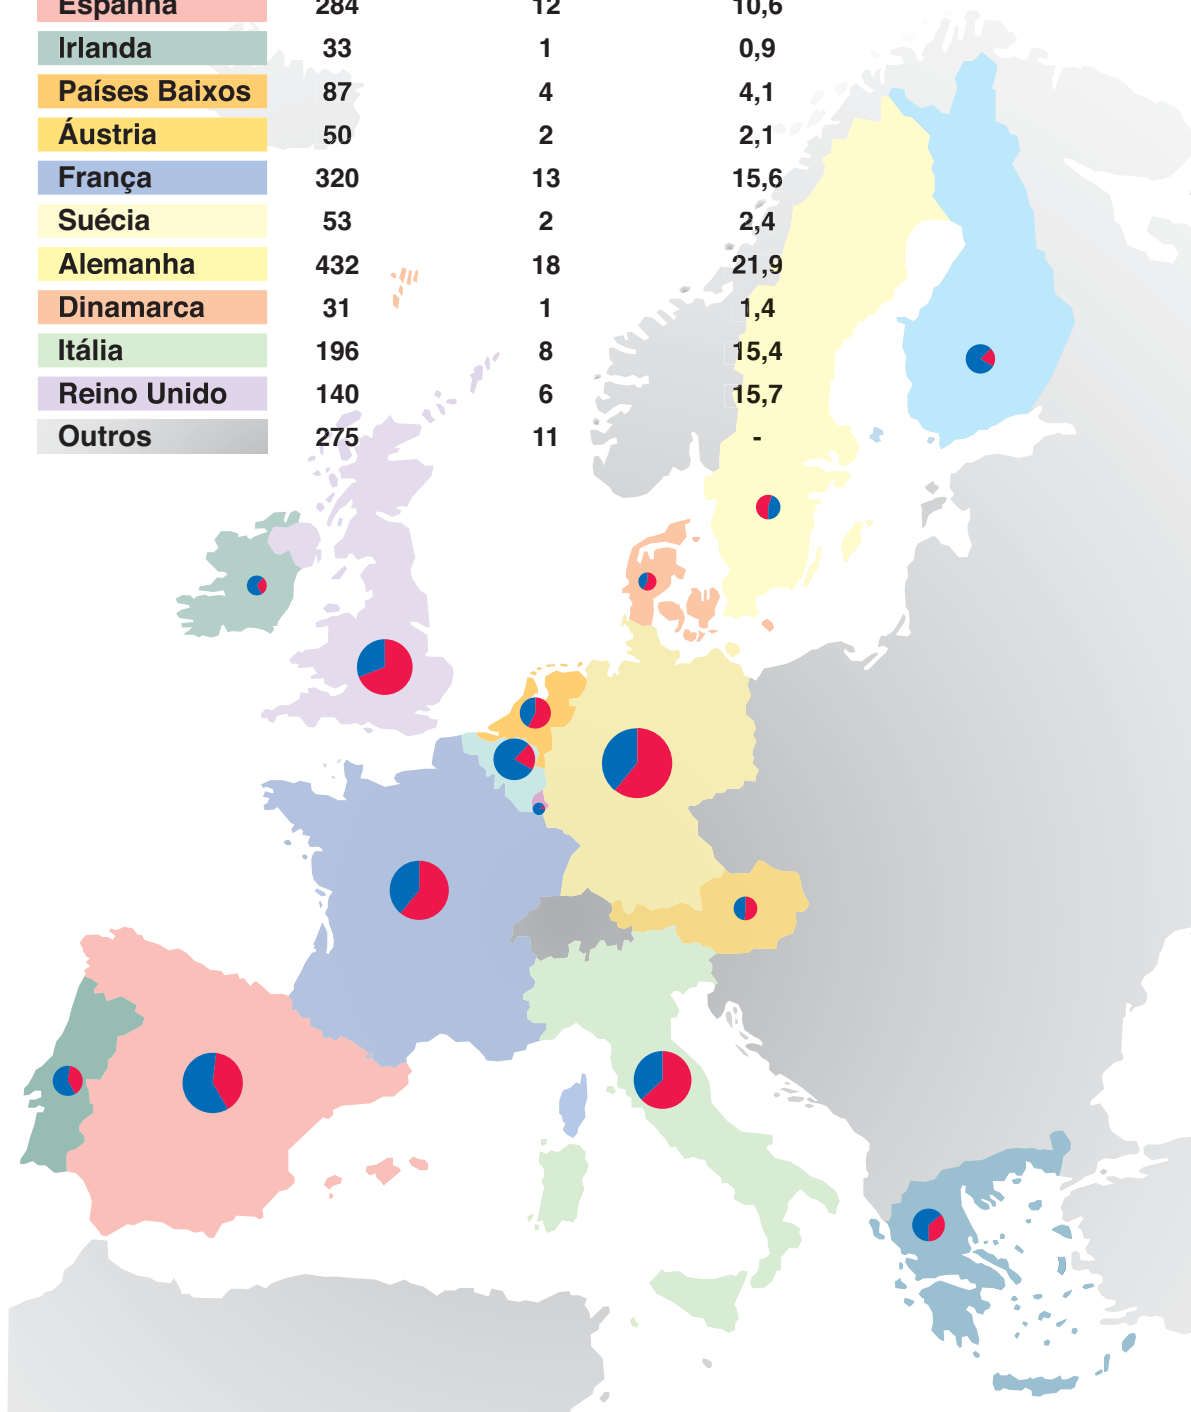 Espanha 284 12 10,6
Irlanda 33 1 0,9
Países Baixos 87 4 4,1
Áustria 50 2 2,1
França 320 13 15,6
Suécia 53 2 2,4
Alemanha 432 18 21,9
Dinamarca 31 1 1,4
Itália 196 8 15,4
Reino Unido 140 6 15,7
Outros 275 11 -